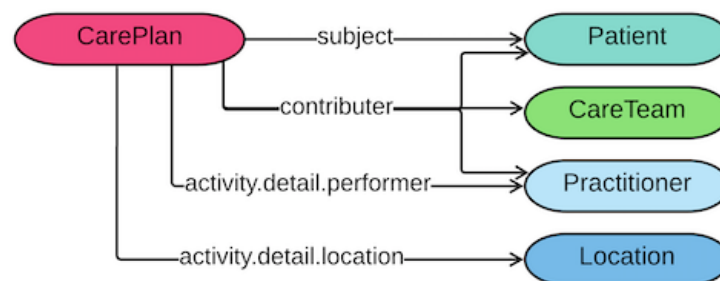 CarePlan
subject
Patient
contributer
CareTeam
activity.detail.performer
Practitioner
activity.detail.location
Location